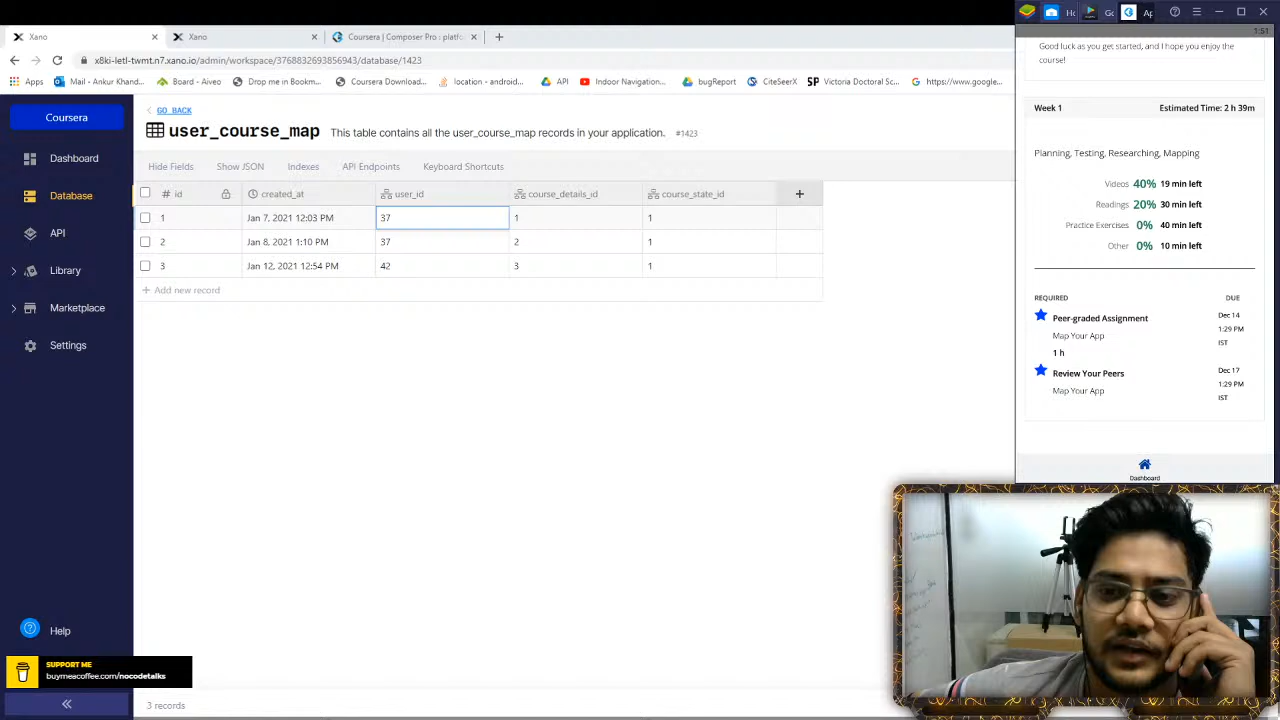 Xano
Xano
Coursera | Composer Pro : platfo
Ho
Go
Ap
1:51
x8ki-letl-twmt.n7.xano.io/admin/workspace/3768832693856943/database/1423
Apps
Mail - Ankur Khand...
Board - Aiveo
Drop me in Bookm...
Coursera Download...
location - android...
API
Indoor Navigation...
bugReport
CiteSeerX
Victoria Doctoral Sc...
https://www.google...
Coursera
Dashboard
Database
API
Library
Marketplace
Settings
Help
SUPPORT ME
buymeacoffee.com/nocodetalks
GO BACK
user_course_map This table contains all the user_course_map records in your application. #1423
Hide Fields Show JSON Indexes API Endpoints Keyboard Shortcuts
# id created_at user_id course_details_id course_state_id +
1 Jan 7, 2021 12:03 PM 37 1 1
2 Jan 8, 2021 1:10 PM 37 2 1
3 Jan 12, 2021 12:54 PM 42 3 1
+ Add new record
3 records
Good luck as you get started, and I hope you enjoy the
course!
Week 1 Estimated Time: 2 h 39m
Planning, Testing, Researching, Mapping
Videos 40% 19 min left
Readings 20% 30 min left
Practice Exercises 0% 40 min left
Other 0% 10 min left
REQUIRED DUE
Peer-graded Assignment
Map Your App
1 h
Dec 14
1:29 PM
IST
Review Your Peers
Map Your App
Dec 17
1:29 PM
IST
Dashboard